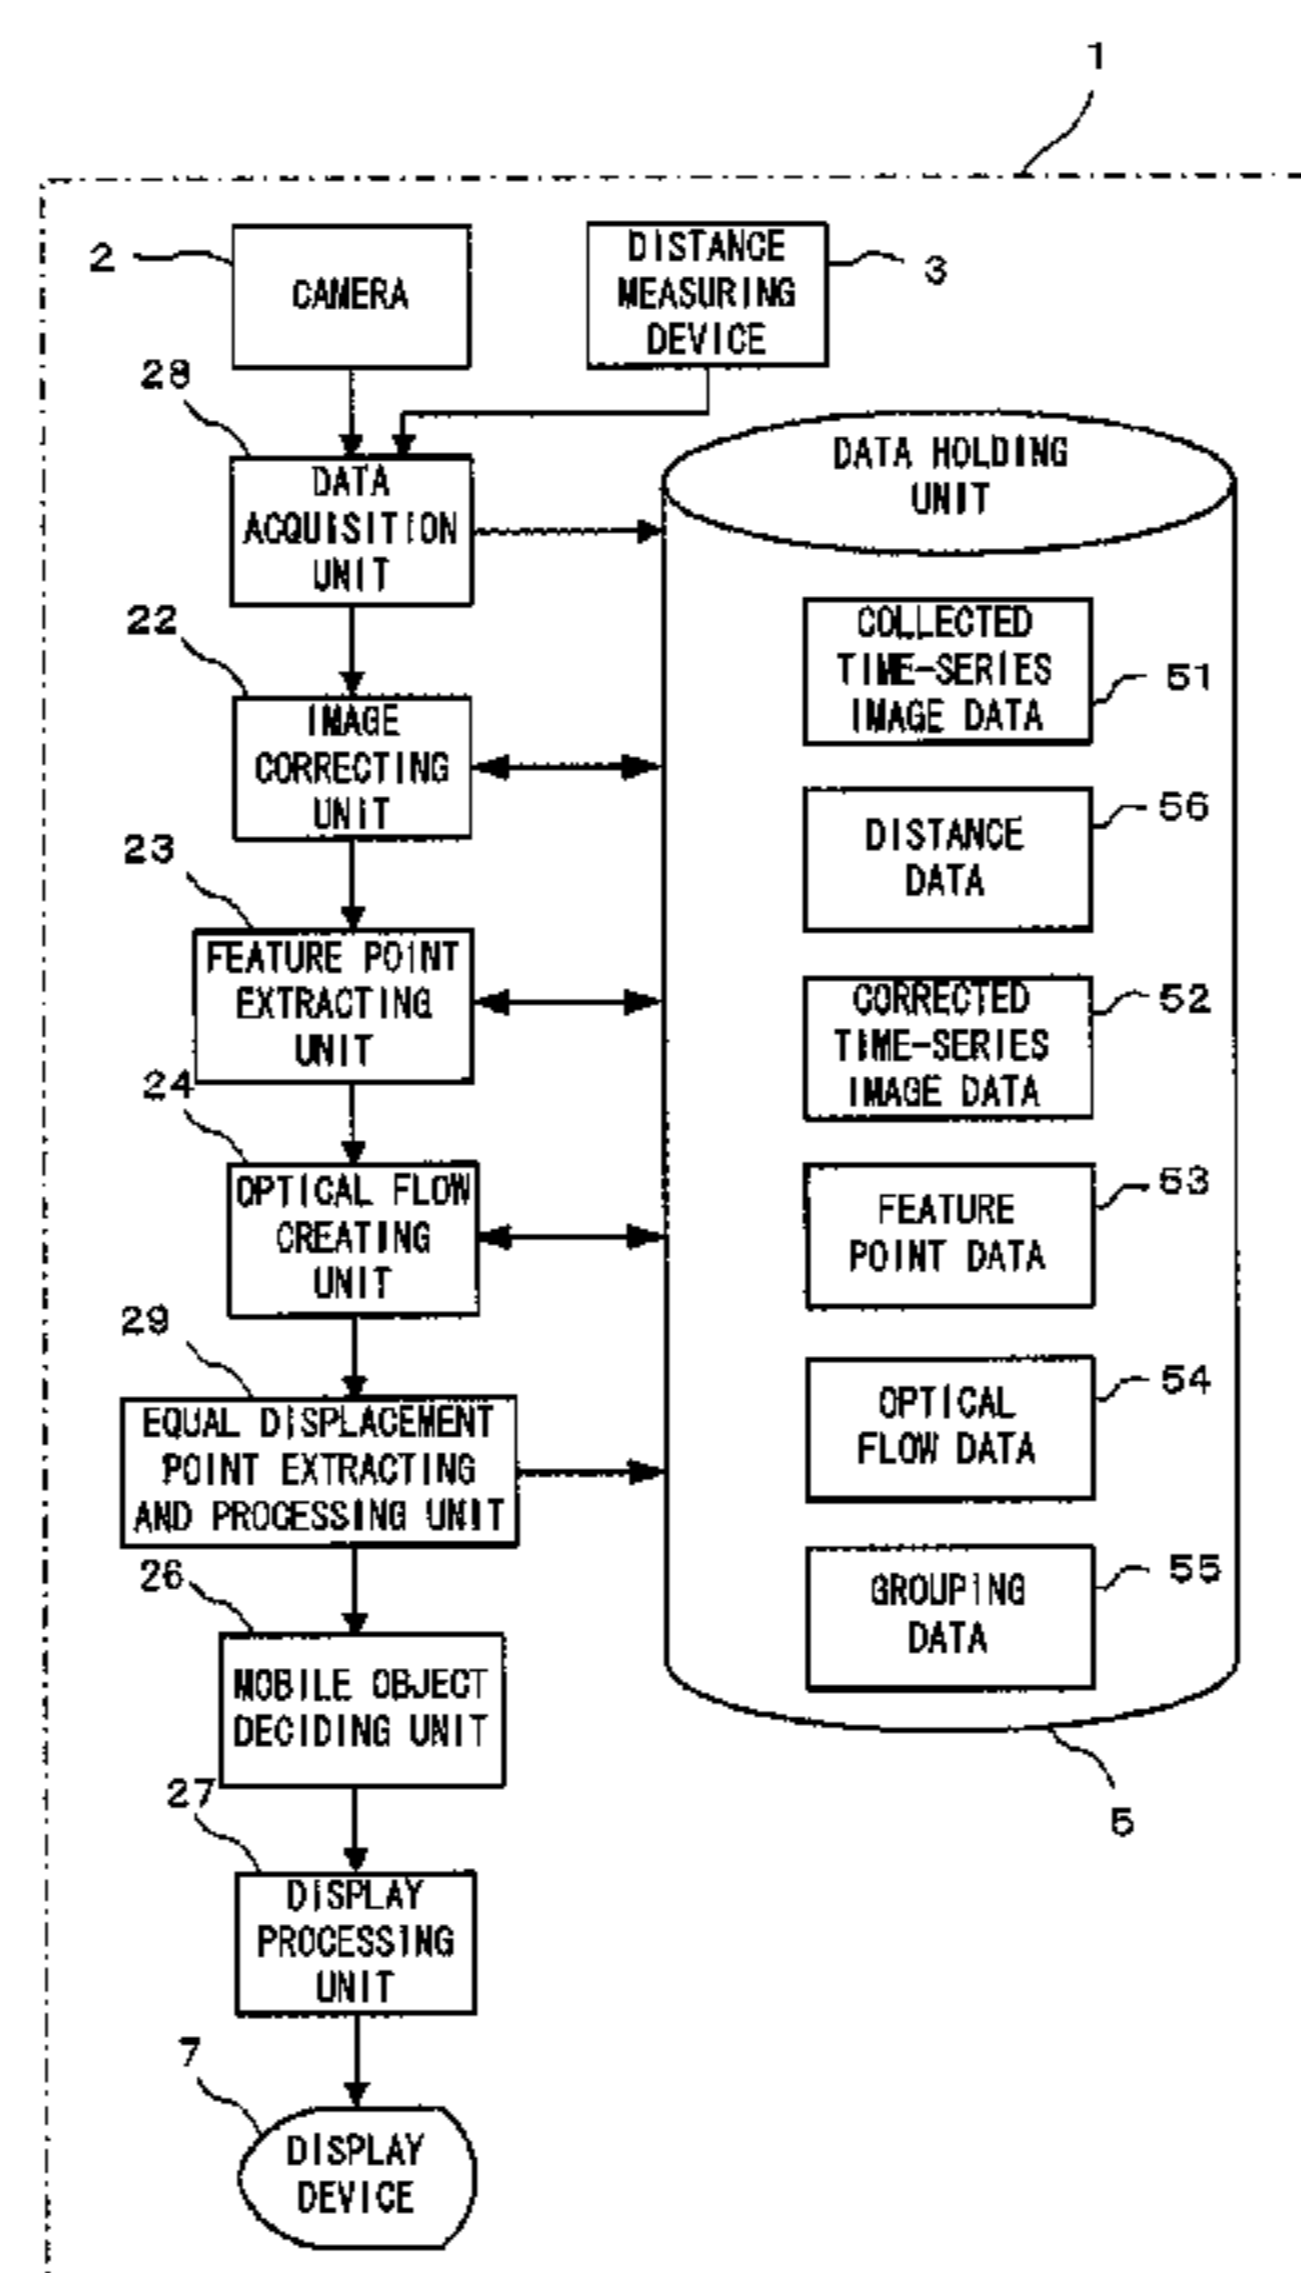 1
2
CAMERA
DISTANCE
MEASURING
DEVICE
3
28
DATA
ACQUISITION
UNIT
DATA HOLDING
UNIT
22
IMAGE
CORRECTING
UNIT
COLLECTED
TIME-SERIES
IMAGE DATA
51
23
FEATURE POINT
EXTRACTING
UNIT
DISTANCE
DATA
56
24
OPTICAL FLOW
CREATING
UNIT
CORRECTED
TIME-SERIES
IMAGE DATA
52
29
EQUAL DISPLACEMENT
POINT EXTRACTING
AND PROCESSING UNIT
FEATURE
POINT DATA
53
26
MOBILE OBJECT
DECIDING UNIT
OPTICAL
FLOW DATA
54
27
DISPLAY
PROCESSING
UNIT
GROUPING
DATA
55
5
7
DISPLAY
DEVICE